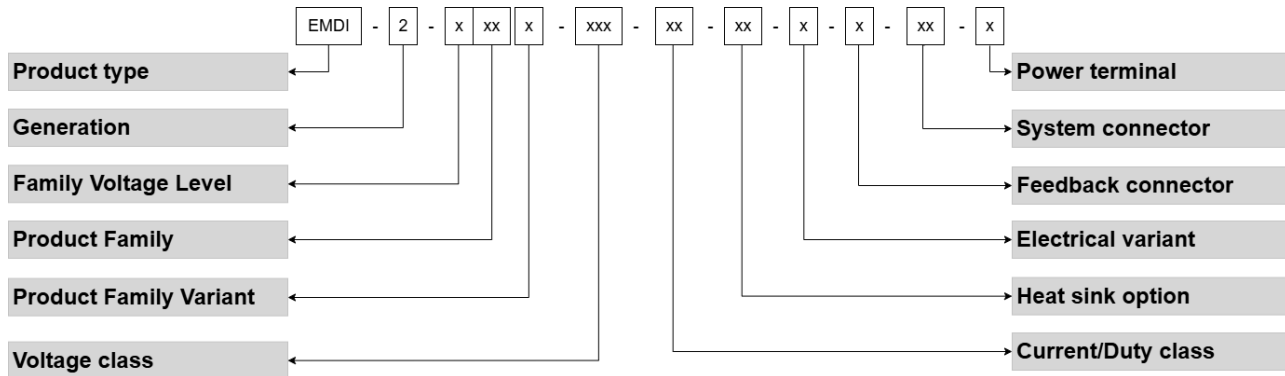 EMDI - 2 - x xx x - xxx - xx - xx - x - x - xx - x
Product type
Generation
Family Voltage Level
Product Family
Product Family Variant
Voltage class
Power terminal
System connector
Feedback connector
Electrical variant
Heat sink option
Current/Duty class